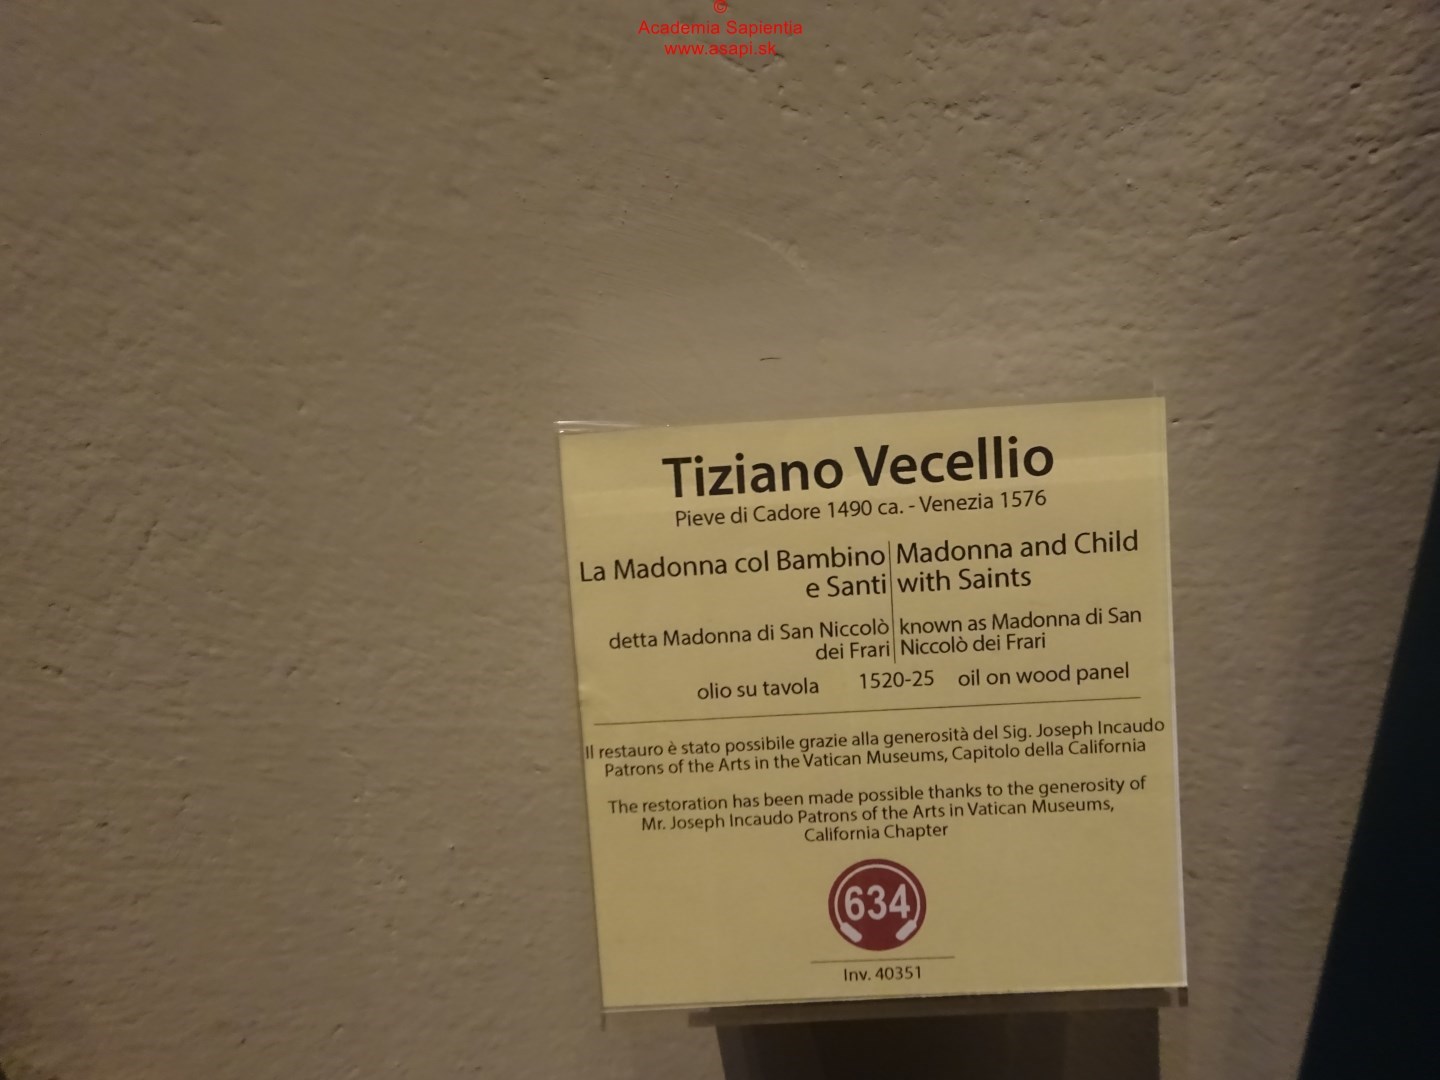 ©
Academia Sapientia
www.asapi.sk
Tiziano Vecellio
Pieve di Cadore 1490 ca. - Venezia 1576
La Madonna col Bambino
e Santi
Madonna and Child
with Saints
detta Madonna di San Niccolò
dei Frari
known as Madonna di San
Niccolò dei Frari
olio su tavola 1520-25 oil on wood panel
Il restauro è stato possibile grazie alla generosità del Sig. Joseph Incaudo
Patrons of the Arts in the Vatican Museums, Capitolo della California
The restoration has been made possible thanks to the generosity of
Mr. Joseph Incaudo Patrons of the Arts in Vatican Museums,
California Chapter
634
Inv. 40351